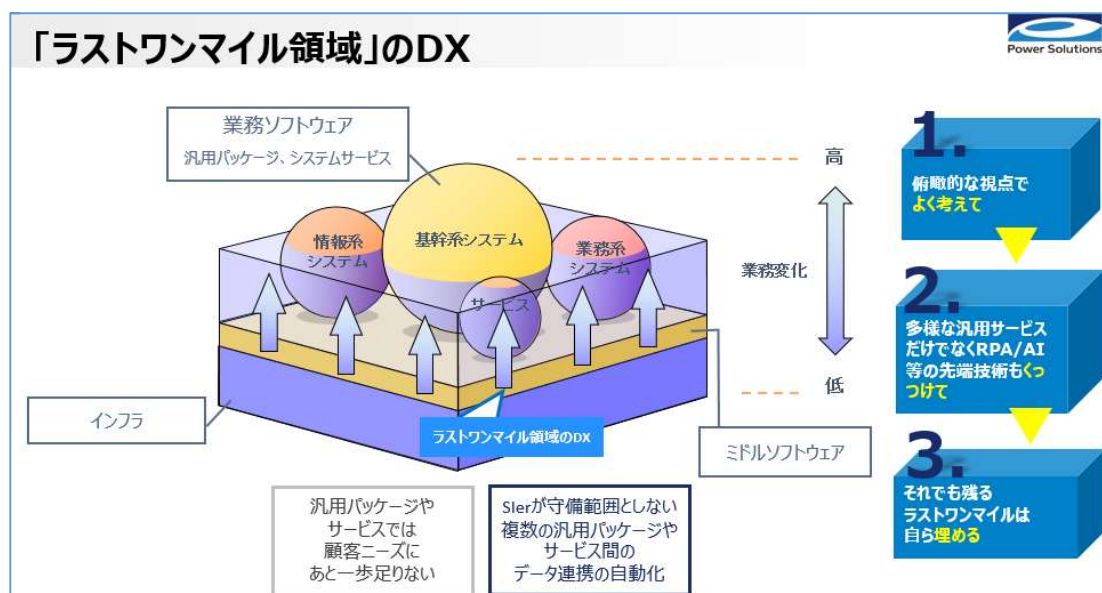 「ラストワンマイル領域」のDX
Power Solutions
業務ソフトウェア
汎用パッケージ、システムサービス
情報系
システム
基幹系システム
業務系
システム
サービス
高
業務変化
低
インフラ
ラストワンマイル領域のDX
ミドルソフトウェア
汎用パッケージや
サービスでは
顧客ニーズに
あと一歩足りない
SIerが守備範囲としない
複数の汎用パッケージや
サービス間の
データ連携の自動化
1.
俯瞰的な視点で
よく考えて
2.
多様な汎用サービス
だけでなくRPA/AI
等の先端技術もくっ
つけて
3.
それでも残る
ラストワンマイルは
自ら埋める